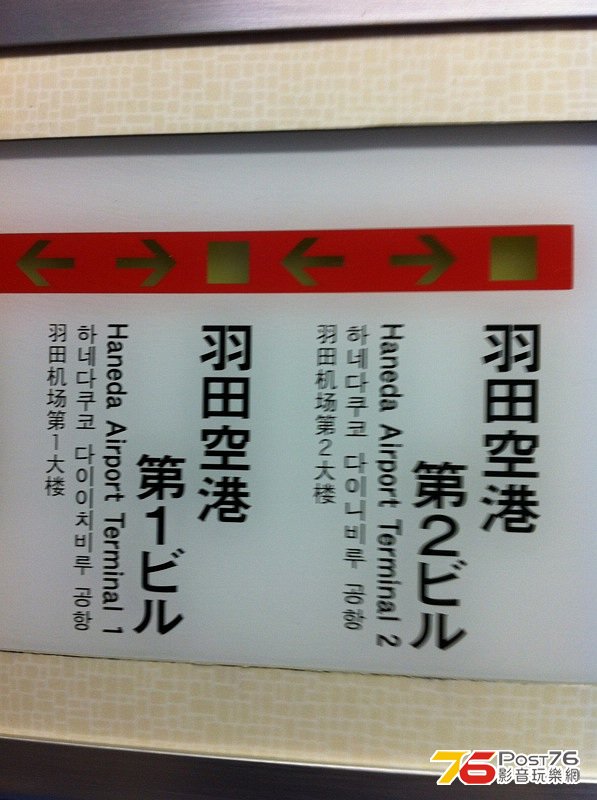 羽田空港
第2ビル
Haneda Airport Terminal 2
하네다쿠코 다이니비루 공항
羽田机场第2大楼
羽田空港
第1ビル
Haneda Airport Terminal 1
하네다쿠코 다이이치비루 공항
羽田机场第1大楼
76 POST76
影音玩樂網